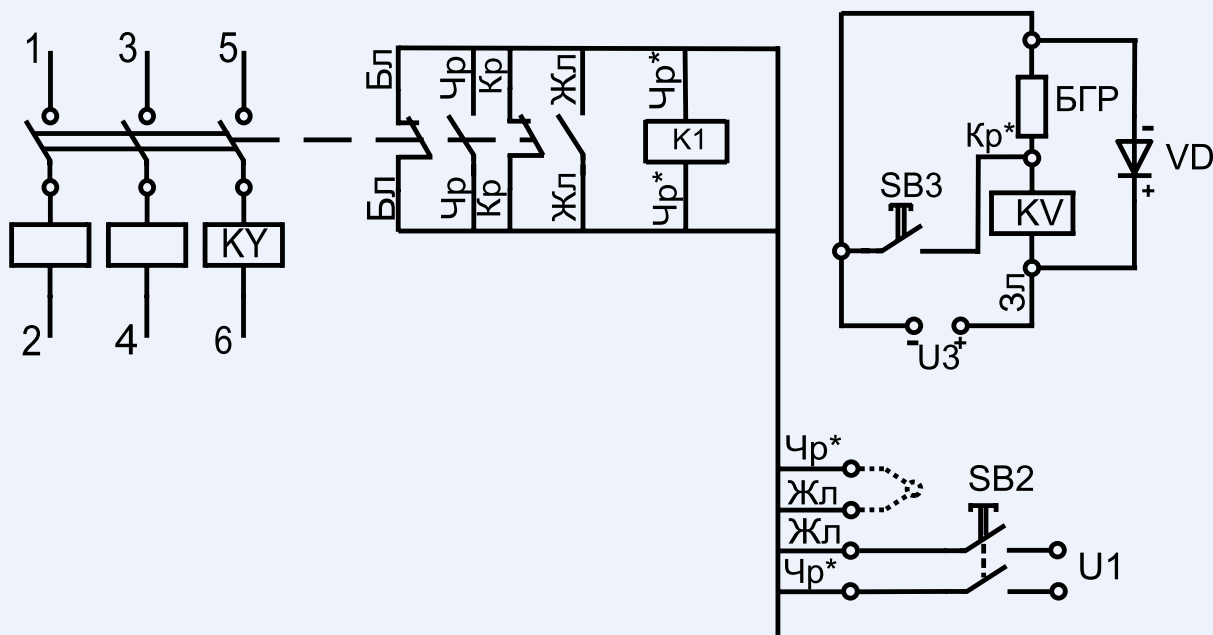 1
3
5
KY
2
4
6
Бл
Чр
Кр
Жл
Чр*
K1
Бл
Чр
Кр
Жл
Чр*
БГР
Кр*
SB3
KV
VD
-
+
Зл
- U3 +
Чр*
Жл
Жл
Чр*
SB2
U1